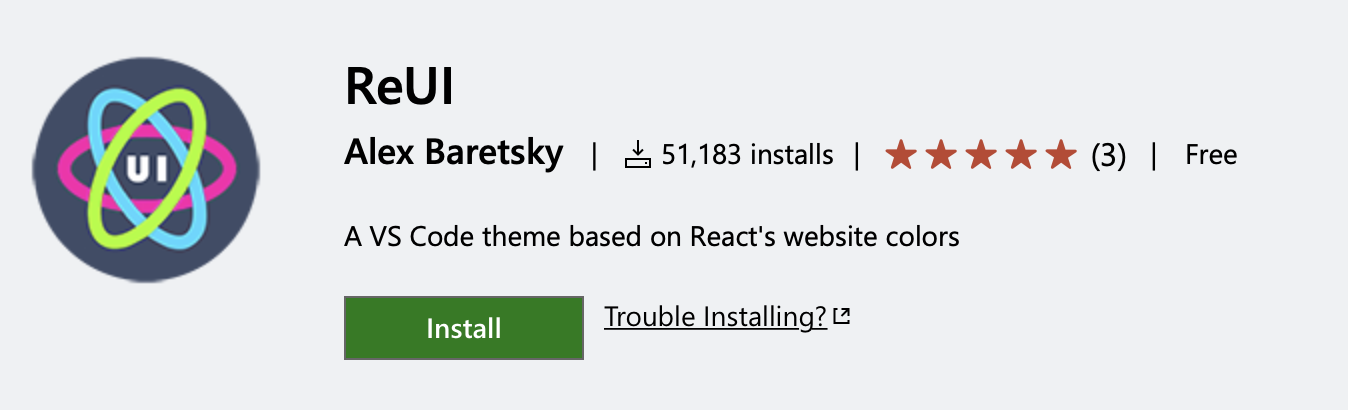 UI
ReUI
Alex Baretsky | 51,183 installs | ★★★★★ (3) | Free
A VS Code theme based on React's website colors
Install
Trouble Installing?